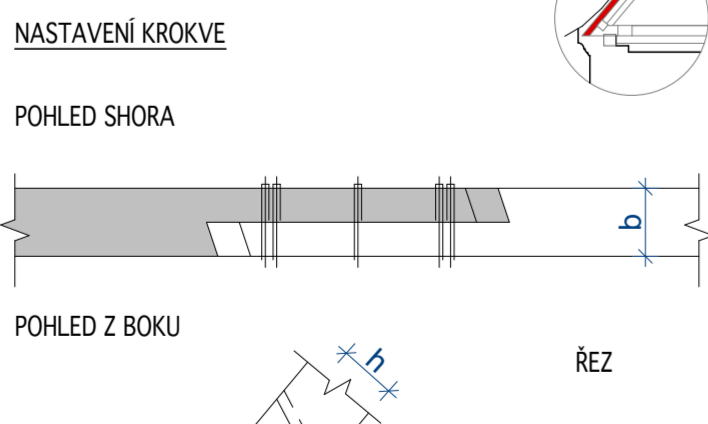 NASTAVENÍ KROKVE
POHLED SHORA
b
POHLED Z BOKU
h
ŘEZ